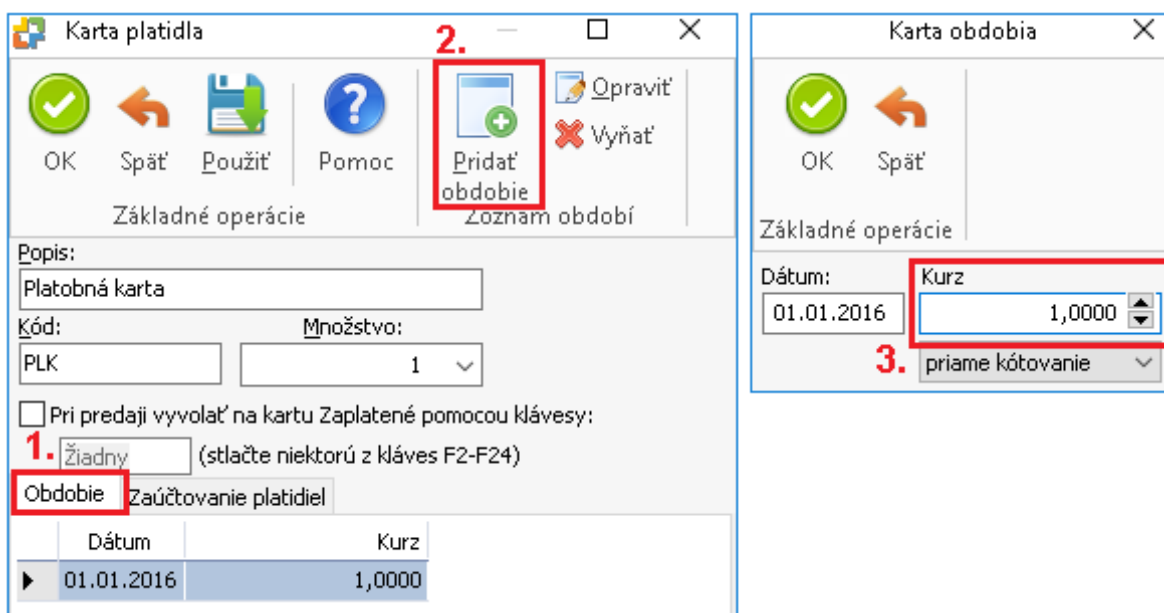 Karta platidla
2.
OK
Späť
Použiť
Pomoc
Pridať
obdobie
Opraviť
Vyňať
Základné operácie
Zoznam období
Popis:
Platobná karta
Kód:
Množstvo:
PLK
1
Pri predaji vyvolať na kartu Zaplatené pomocou klávesy:
1.
Žiadny
(stlačte niektorú z kláves F2-F24)
Obdobie
Zaúčtovanie platidiel
Dátum
Kurz
01.01.2016
1,0000
Karta obdobia
OK
Späť
Základné operácie
Dátum:
Kurz
01.01.2016
1,0000
3.
priame kótovanie